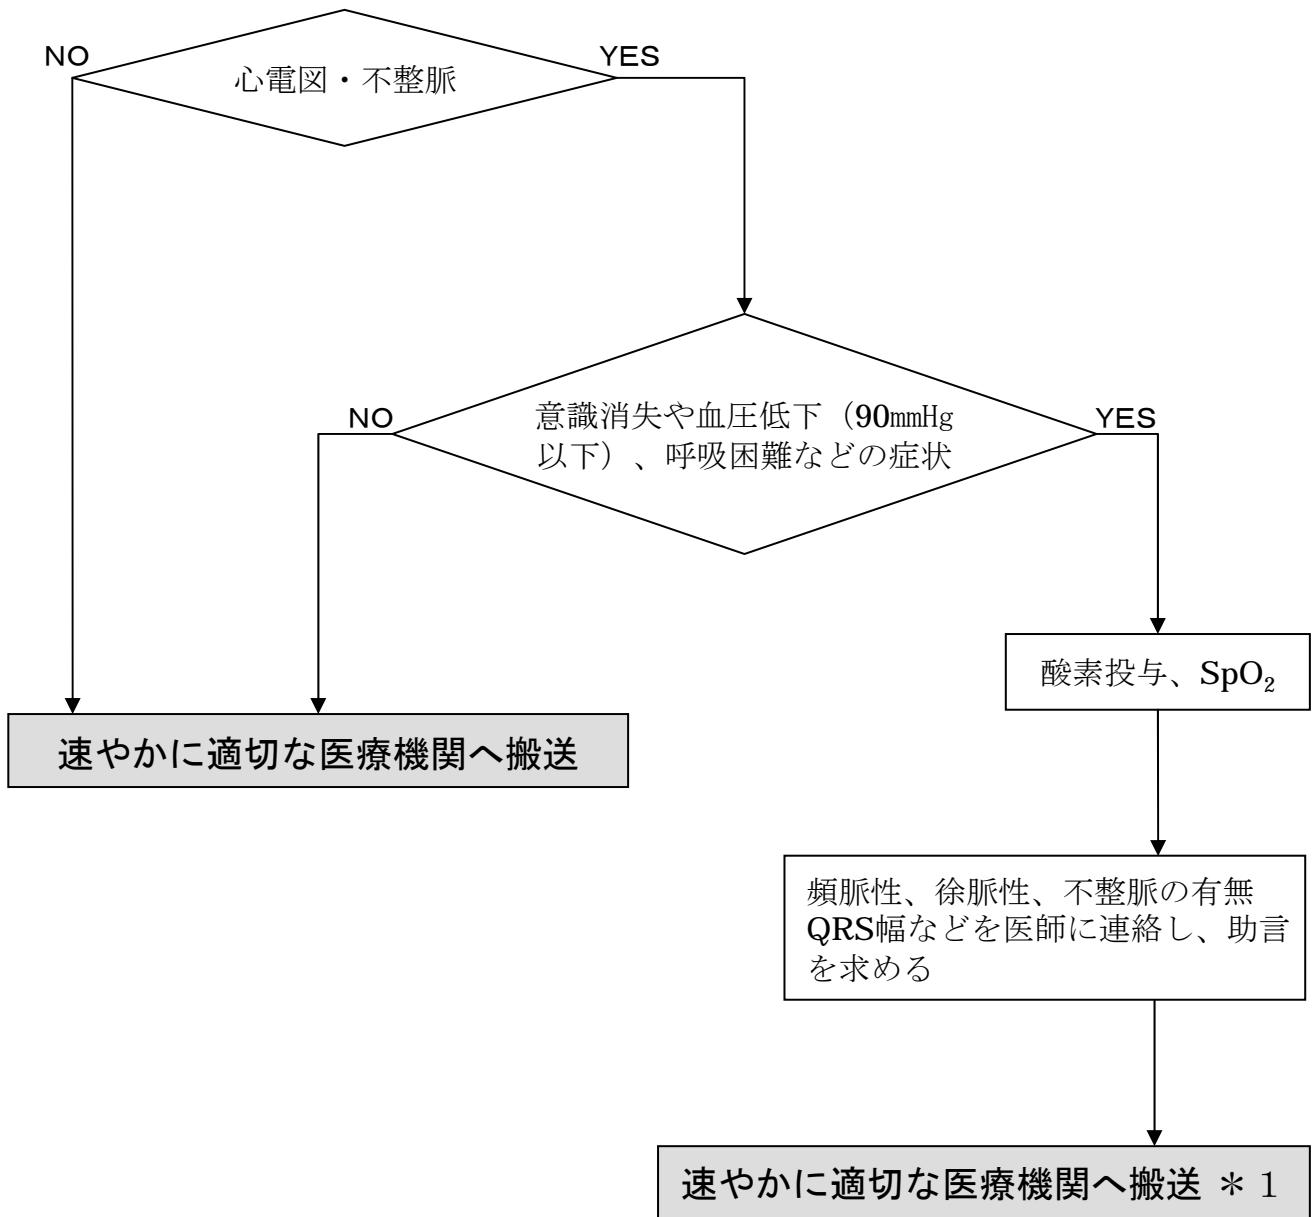 NO
YES
心電図・不整脈
NO
YES
意識消失や血圧低下（90mmHg
以下）、呼吸困難などの症状
酸素投与、SpO₂
速やかに適切な医療機関へ搬送
頻脈性、徐脈性、不整脈の有無
QRS幅などを医師に連絡し、助言
を求める
速やかに適切な医療機関へ搬送 ＊１